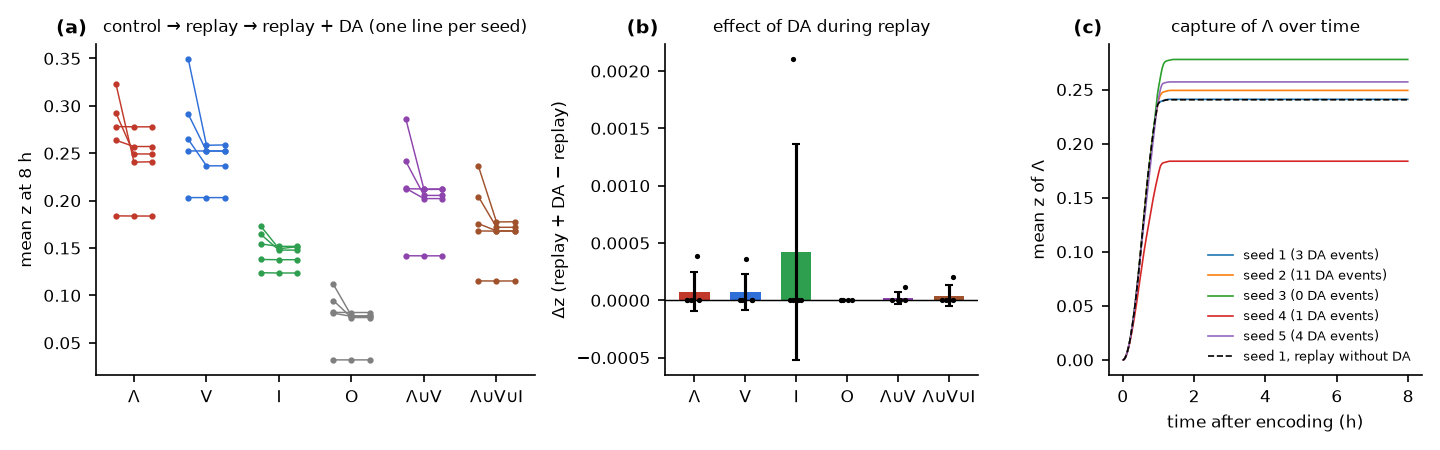 (a) control → replay → replay + DA (one line per seed)
mean z at 8 h
0.35
0.30
0.25
0.20
0.15
0.10
0.05
Λ V I O Λ∪V Λ∪V∪I
(b) effect of DA during replay
Δz (replay + DA − replay)
0.0020
0.0015
0.0010
0.0005
0.0000
−0.0005
Λ V I O Λ∪V Λ∪V∪I
(c) capture of Λ over time
mean z of Λ
0.25
0.20
0.15
0.10
0.05
0.00
seed 1 (3 DA events)
seed 2 (11 DA events)
seed 3 (0 DA events)
seed 4 (1 DA events)
seed 5 (4 DA events)
seed 1, replay without DA
0 2 4 6 8
time after encoding (h)